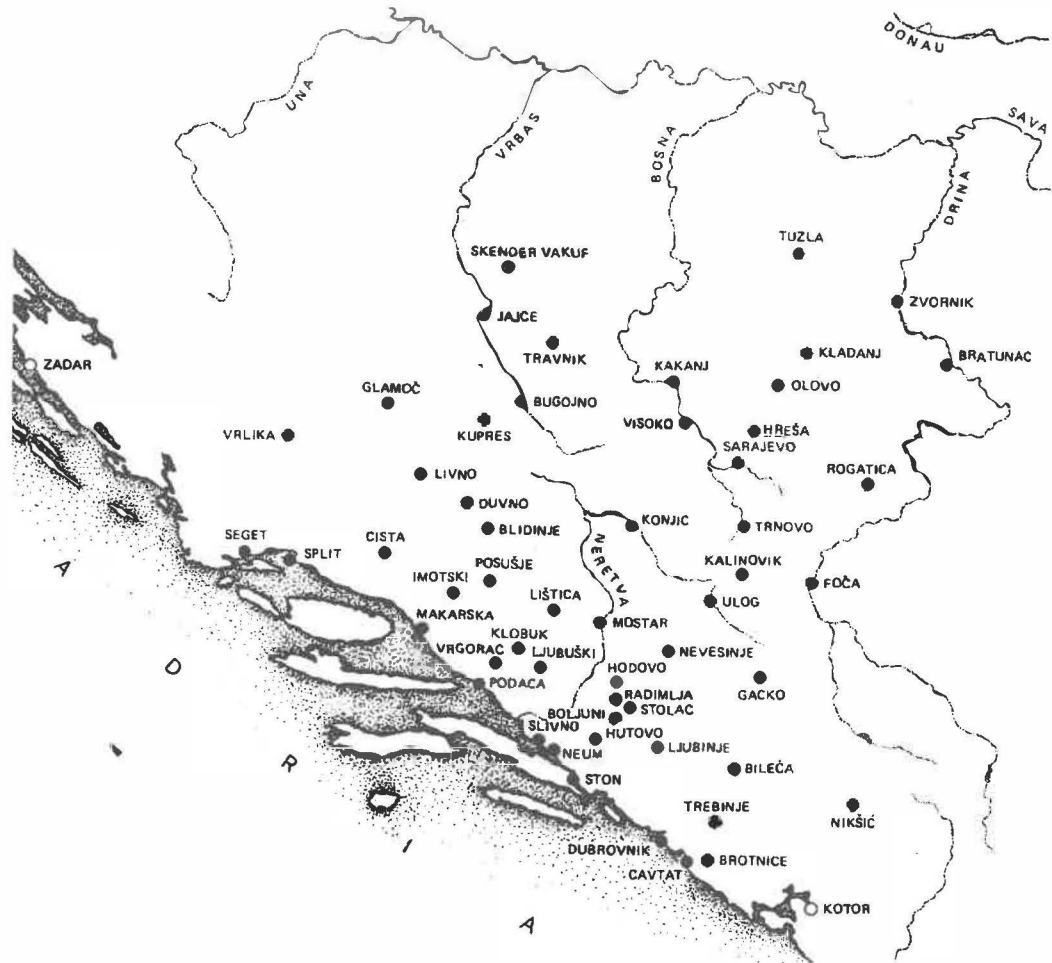 DONAU
UNA
VRBAS
BOSNA
SAVA
DRINA
TUZLA
SKENDER VAKUF
ZVORNIK
JAJCE
TRAVNIK
KLADANJ
BRATUNAC
ZADAR
KAKANJ
OLOVO
GLAMOČ
BUGOJNO
KUPRES
VISOKO
HREŠA
VRLIKA
SARAJEVO
LIVNO
ROGATICA
DUVNO
BLIDINJE
KONJIC
TRNOVO
SEGET
SPLIT
CISTA
NERETVA
POSUŠJE
KALINOVIK
FOČA
IMOTSKI
LIŠTICA
ULOG
MAKARSKA
MOSTAR
KLOBUK
VRGORAC
LJUBUŠKI
NEVESINJE
HODOVO
GACKO
PODACA
RADIMLJA
STOLAC
BOLJUNI
SLIVNO
HUTOVO
LJUBINJE
NEUM
BILEĆA
STON
TREBINJE
NIKŠIĆ
DUBROVNIK
BROTNICE
CAVTAT
KOTOR
A
D
R
I
A